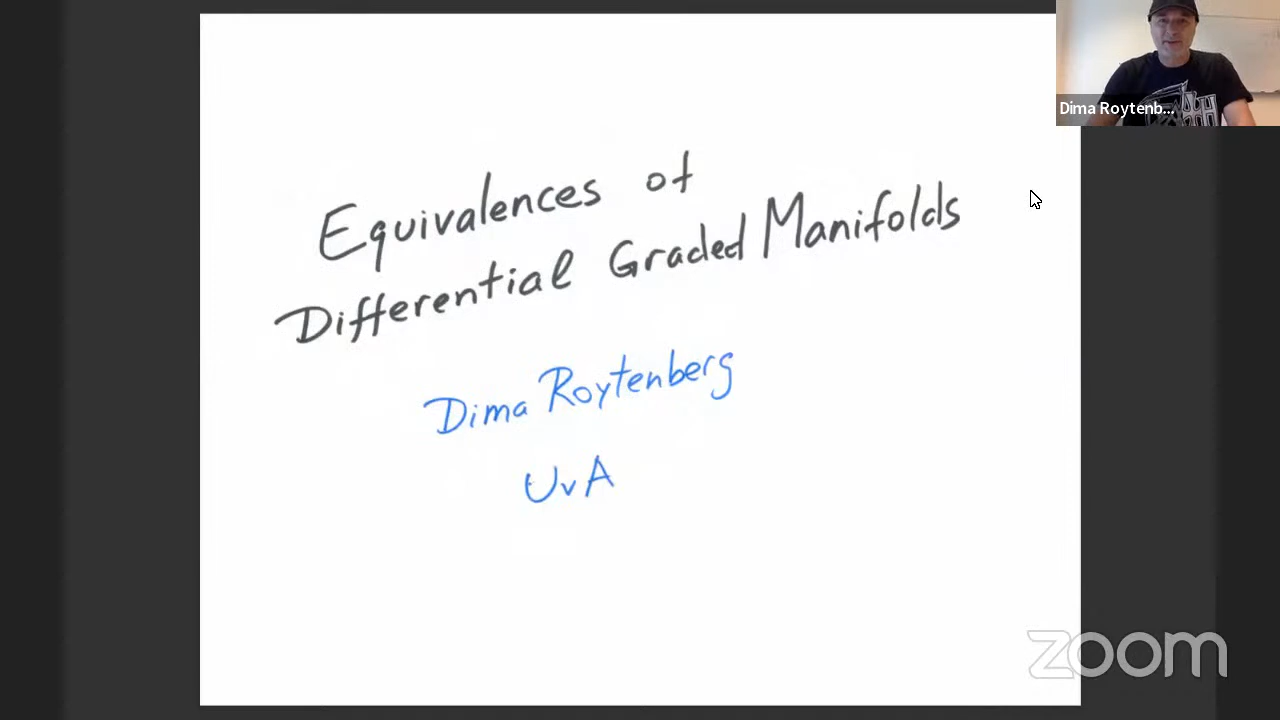 Equivalences of
Differential Graded Manifolds
Dima Roytenberg
UvA
Dima Roytenb...
zoom